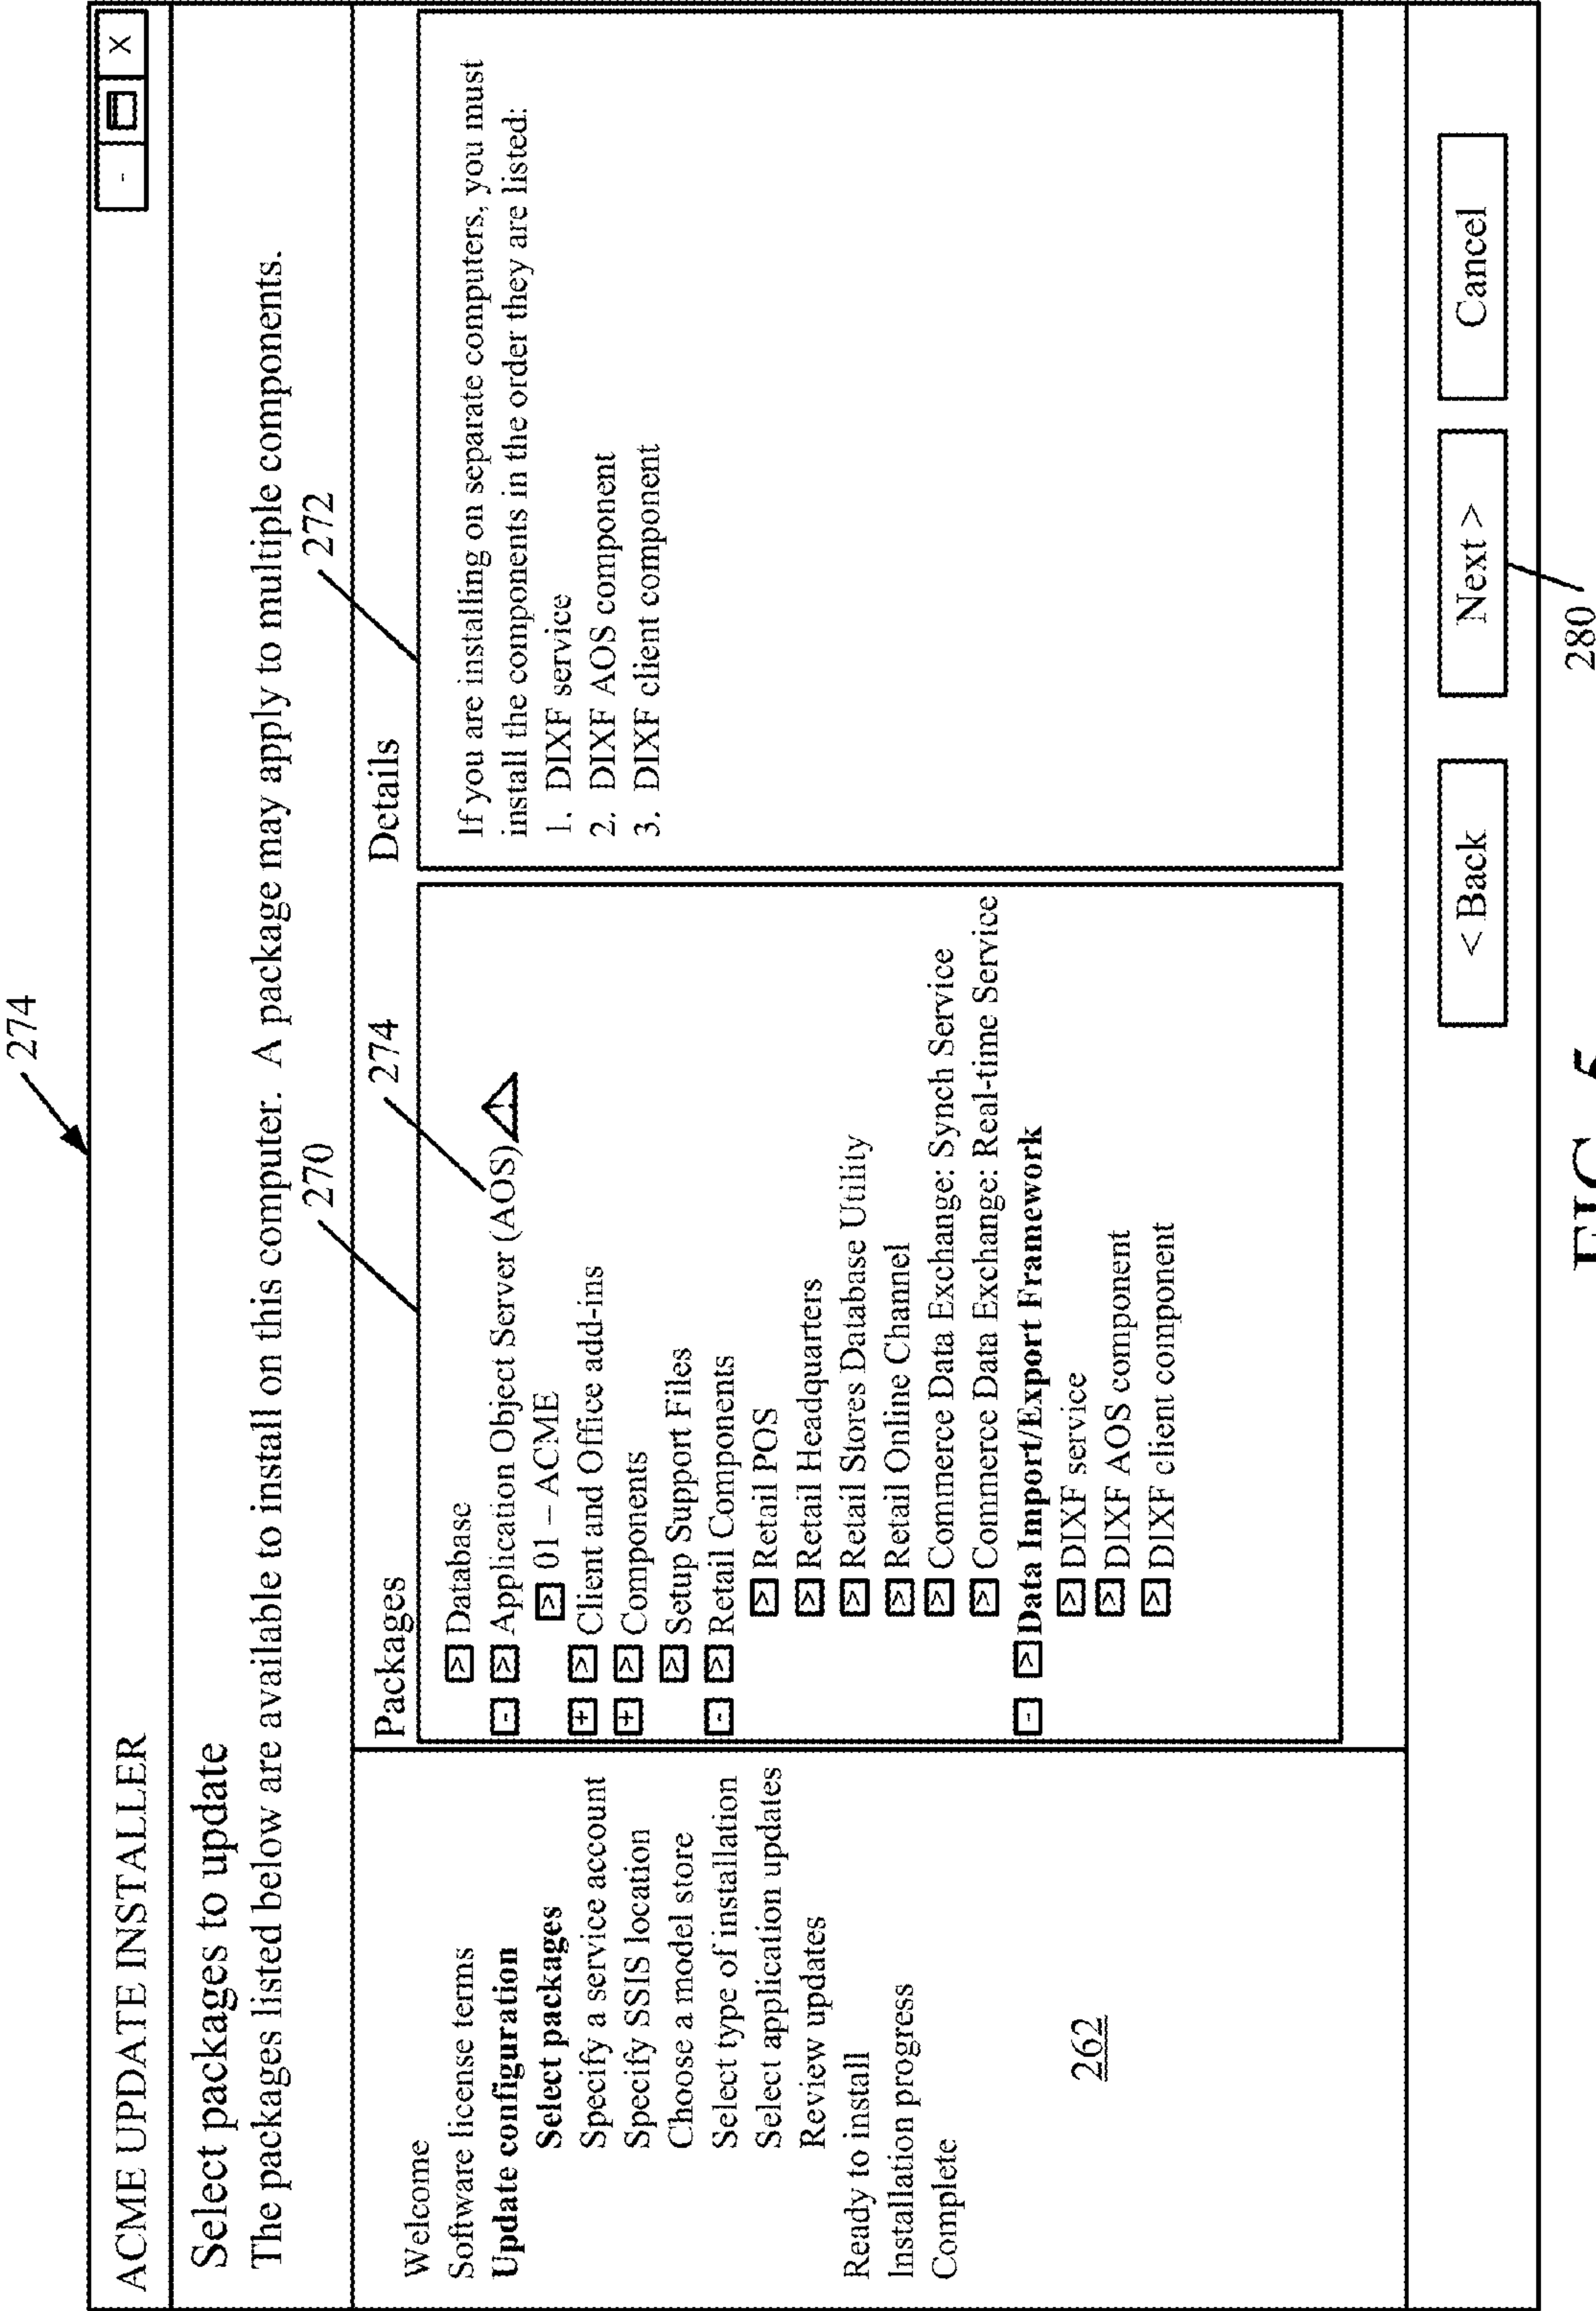 274
ACME UPDATE INSTALLER
- X
Select packages to update
The packages listed below are available to install on this computer. A package may apply to multiple components.
Welcome
Software license terms
Update configuration
Select packages
Specify a service account
Specify SSIS location
Choose a model store
Select type of installation
Select application updates
Review updates
Ready to install
Installation progress
Complete
262
Packages
270
274
- > Database
- > Application Object Server (AOS) !
> 01 – ACME
+ > Client and Office add-ins
+ > Components
> Setup Support Files
- > Retail Components
> Retail POS
> Retail Headquarters
> Retail Stores Database Utility
> Retail Online Channel
> Commerce Data Exchange: Synch Service
> Commerce Data Exchange: Real-time Service
- > Data Import/Export Framework
> DIXF service
> DIXF AOS component
> DIXF client component
Details
272
If you are installing on separate computers, you must
install the components in the order they are listed:
1. DIXF service
2. DIXF AOS component
3. DIXF client component
< Back
Next >
Cancel
280